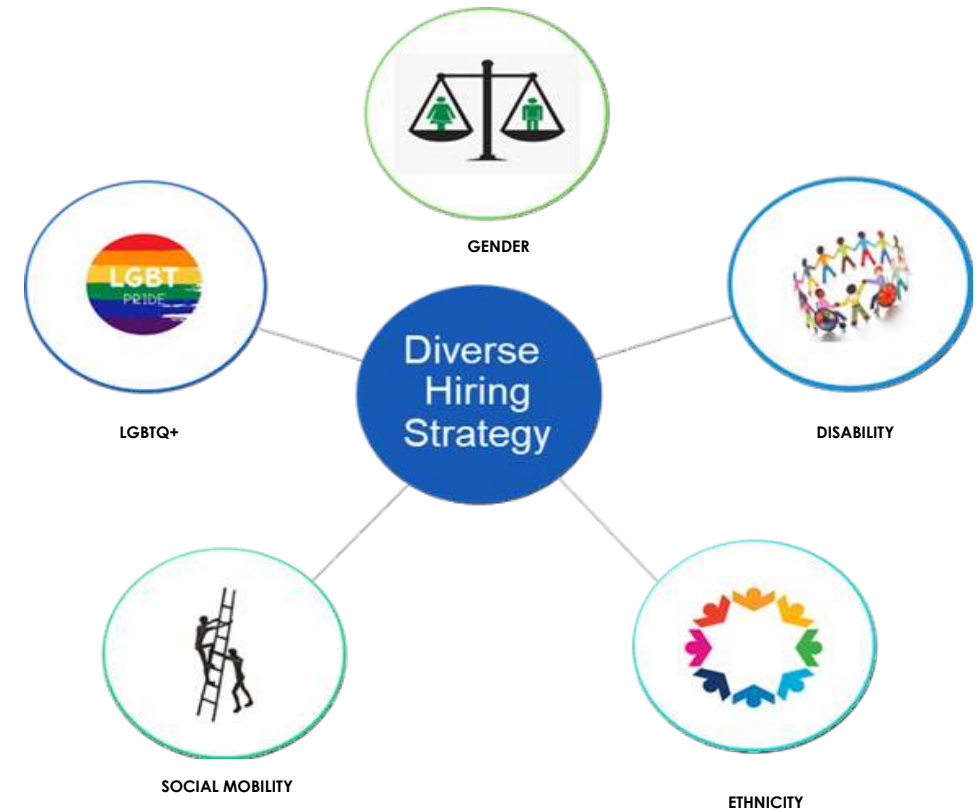 GENDER
LGBT
PRIDE
LGBTQ+
Diverse
Hiring
Strategy
DISABILITY
SOCIAL MOBILITY
ETHNICITY